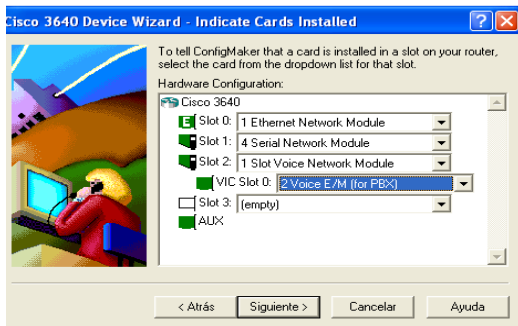 Cisco 3640 Device Wizard - Indicate Cards Installed
To tell ConfigMaker that a card is installed in a slot on your router,
select the card from the dropdown list for that slot.
Hardware Configuration:
Cisco 3640
E Slot 0: 1 Ethernet Network Module
Slot 1: 4 Serial Network Module
Slot 2: 1 Slot Voice Network Module
VIC Slot 0: 2 Voice E/M (for PBX)
Slot 3: (empty)
AUX
< Atrás Siguiente > Cancelar Ayuda